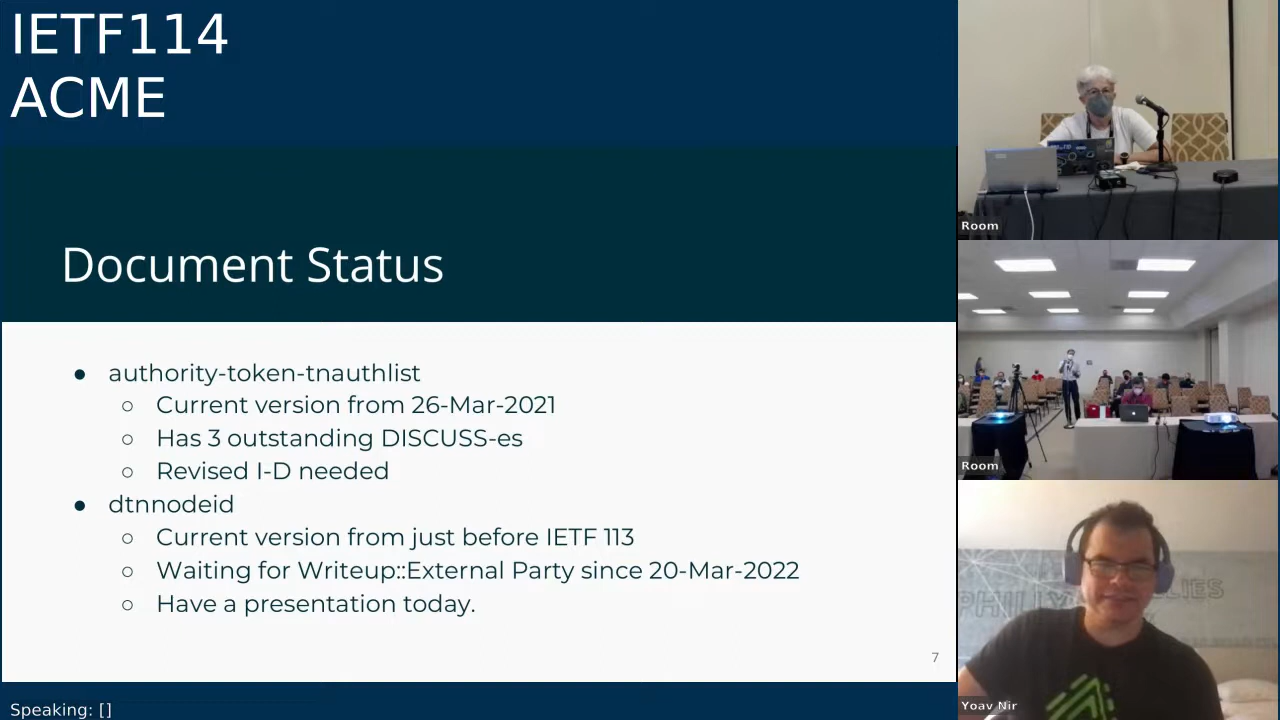 IETF114
ACME
Document Status
● authority-token-tnauthlist
○ Current version from 26-Mar-2021
○ Has 3 outstanding DISCUSS-es
○ Revised I-D needed
● dtnnodeid
○ Current version from just before IETF 113
○ Waiting for Writeup::External Party since 20-Mar-2022
○ Have a presentation today.
7
Speaking: []
Room
Room
PHILLY
LIES
Yoav Nir